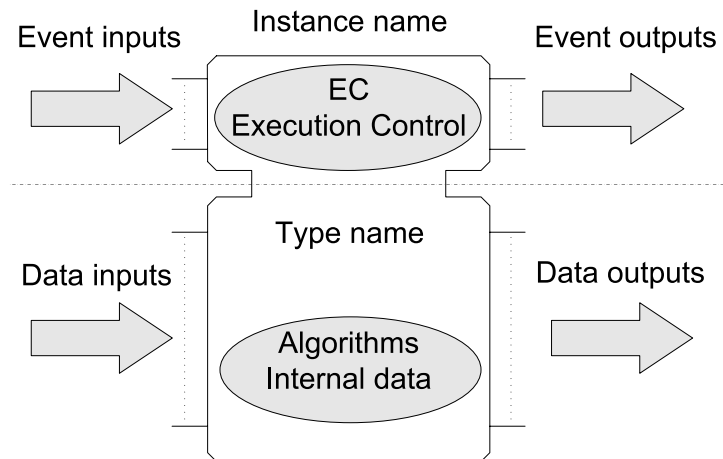 Event inputs
Instance name
Event outputs
EC
Execution Control
Type name
Data inputs
Data outputs
Algorithms
Internal data